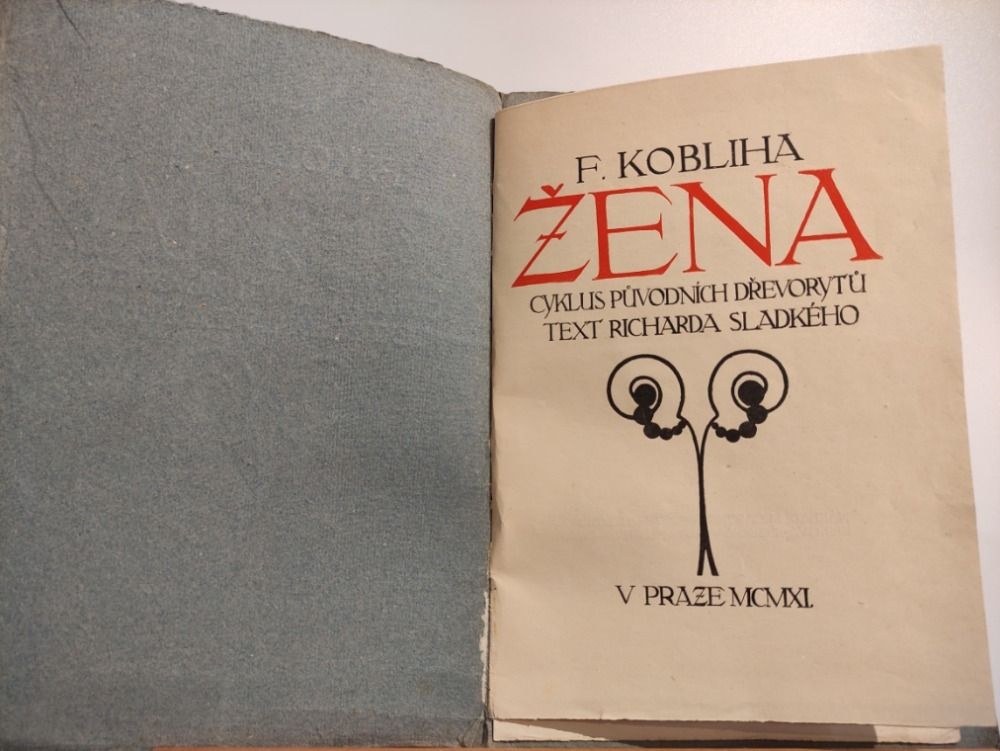 F. KOBLIHA
ŽENA
CYKLUS PŮVODNÍCH DŘEVORYTŮ
TEXT RICHARDA SLADKÉHO
V PRAZE MCMXI.